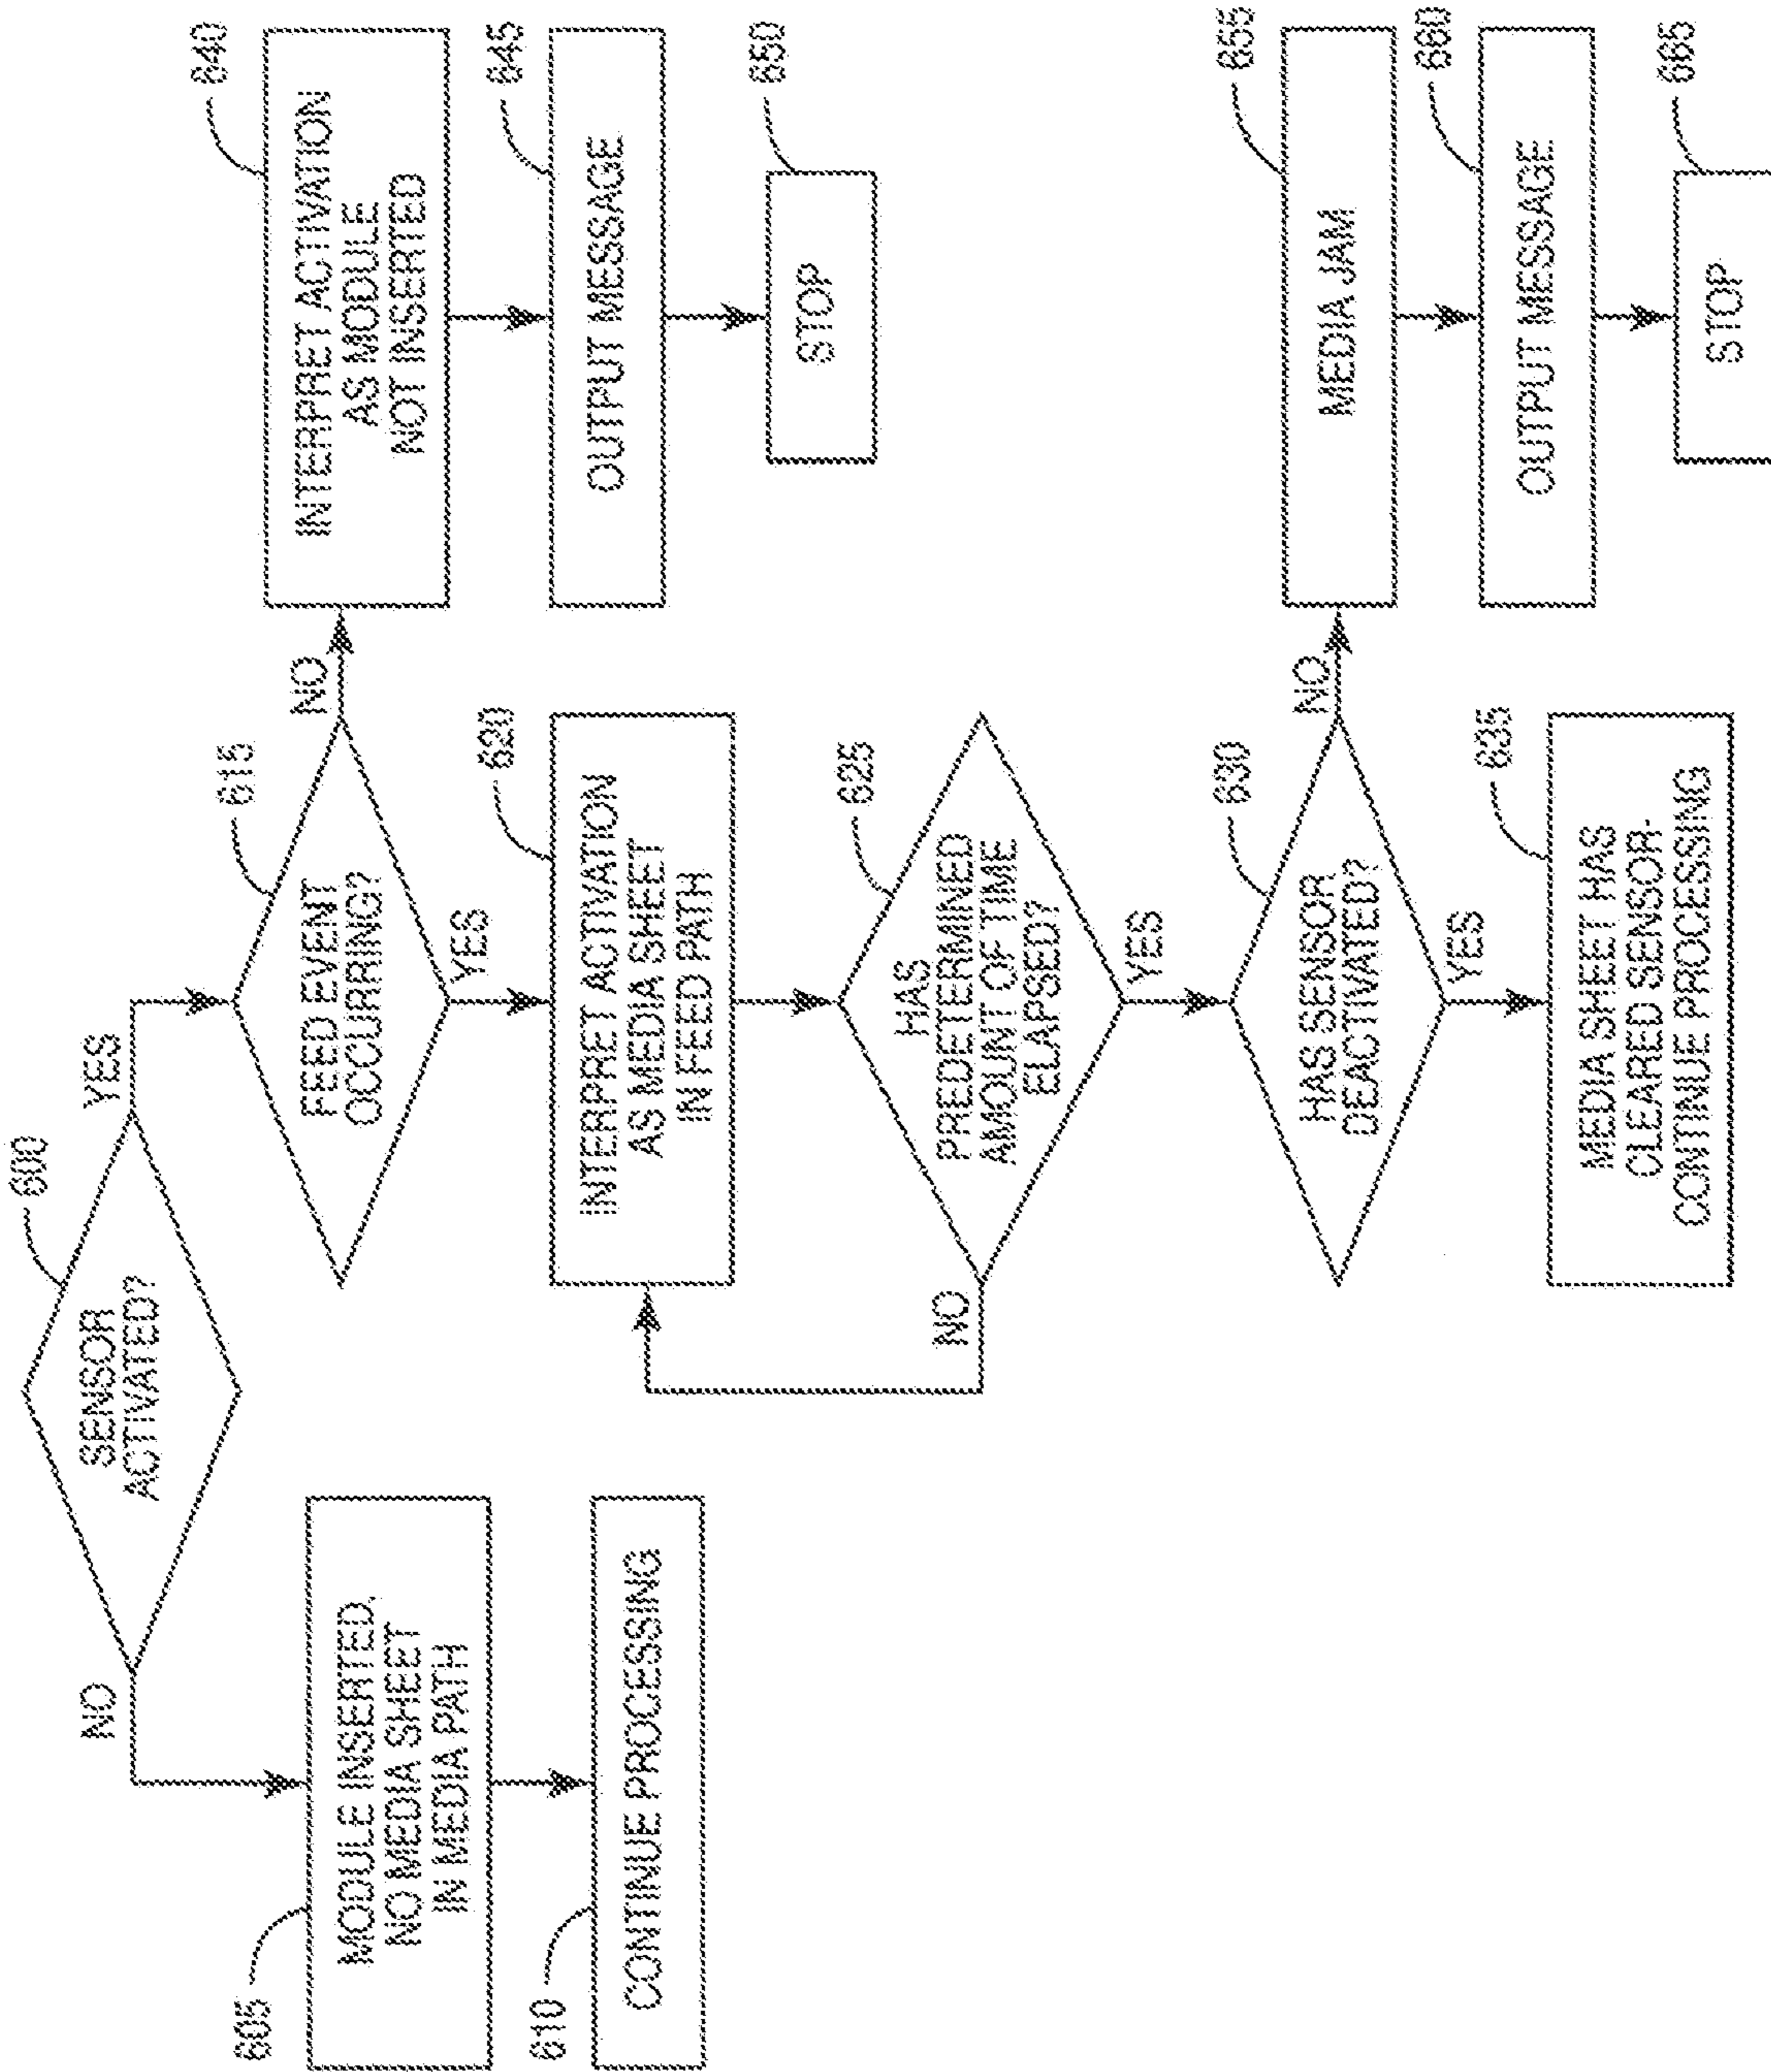 600
SENSOR
ACTIVATED?
NO
YES
605
MODULE INSERTED,
NO MEDIA SHEET
IN MEDIA PATH
610
CONTINUE PROCESSING
615
FEED EVENT
OCCURRING?
NO
YES
620
INTERPRET ACTIVATION
AS MEDIA SHEET
IN FEED PATH
625
HAS
PREDETERMINED
AMOUNT OF TIME
ELAPSED?
NO
YES
630
HAS SENSOR
DEACTIVATED?
NO
YES
635
MEDIA SHEET HAS
CLEARED SENSOR-
CONTINUE PROCESSING
640
INTERPRET ACTIVATION
AS MODULE
NOT INSERTED
645
OUTPUT MESSAGE
650
STOP
655
MEDIA JAM
660
OUTPUT MESSAGE
665
STOP